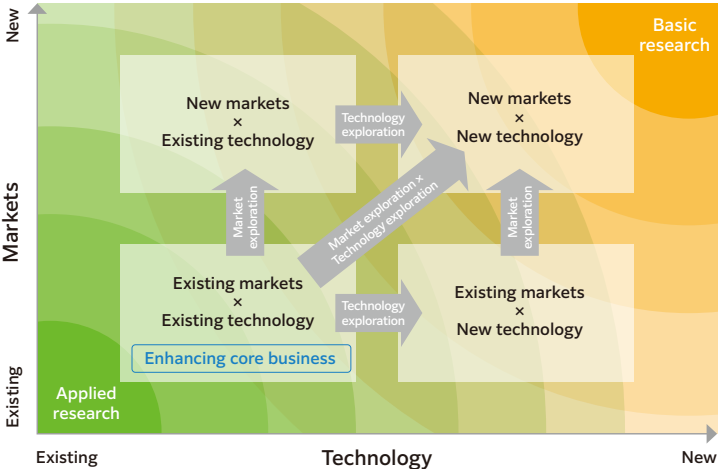 New
Basic
research
New markets
×
Existing technology
Technology
exploration
New markets
×
New technology
Market
exploration
Market exploration ×
Technology exploration
Market
exploration
Markets
Existing markets
×
Existing technology
Technology
exploration
Existing markets
×
New technology
Enhancing core business
Existing
Applied
research
Existing
Technology
New